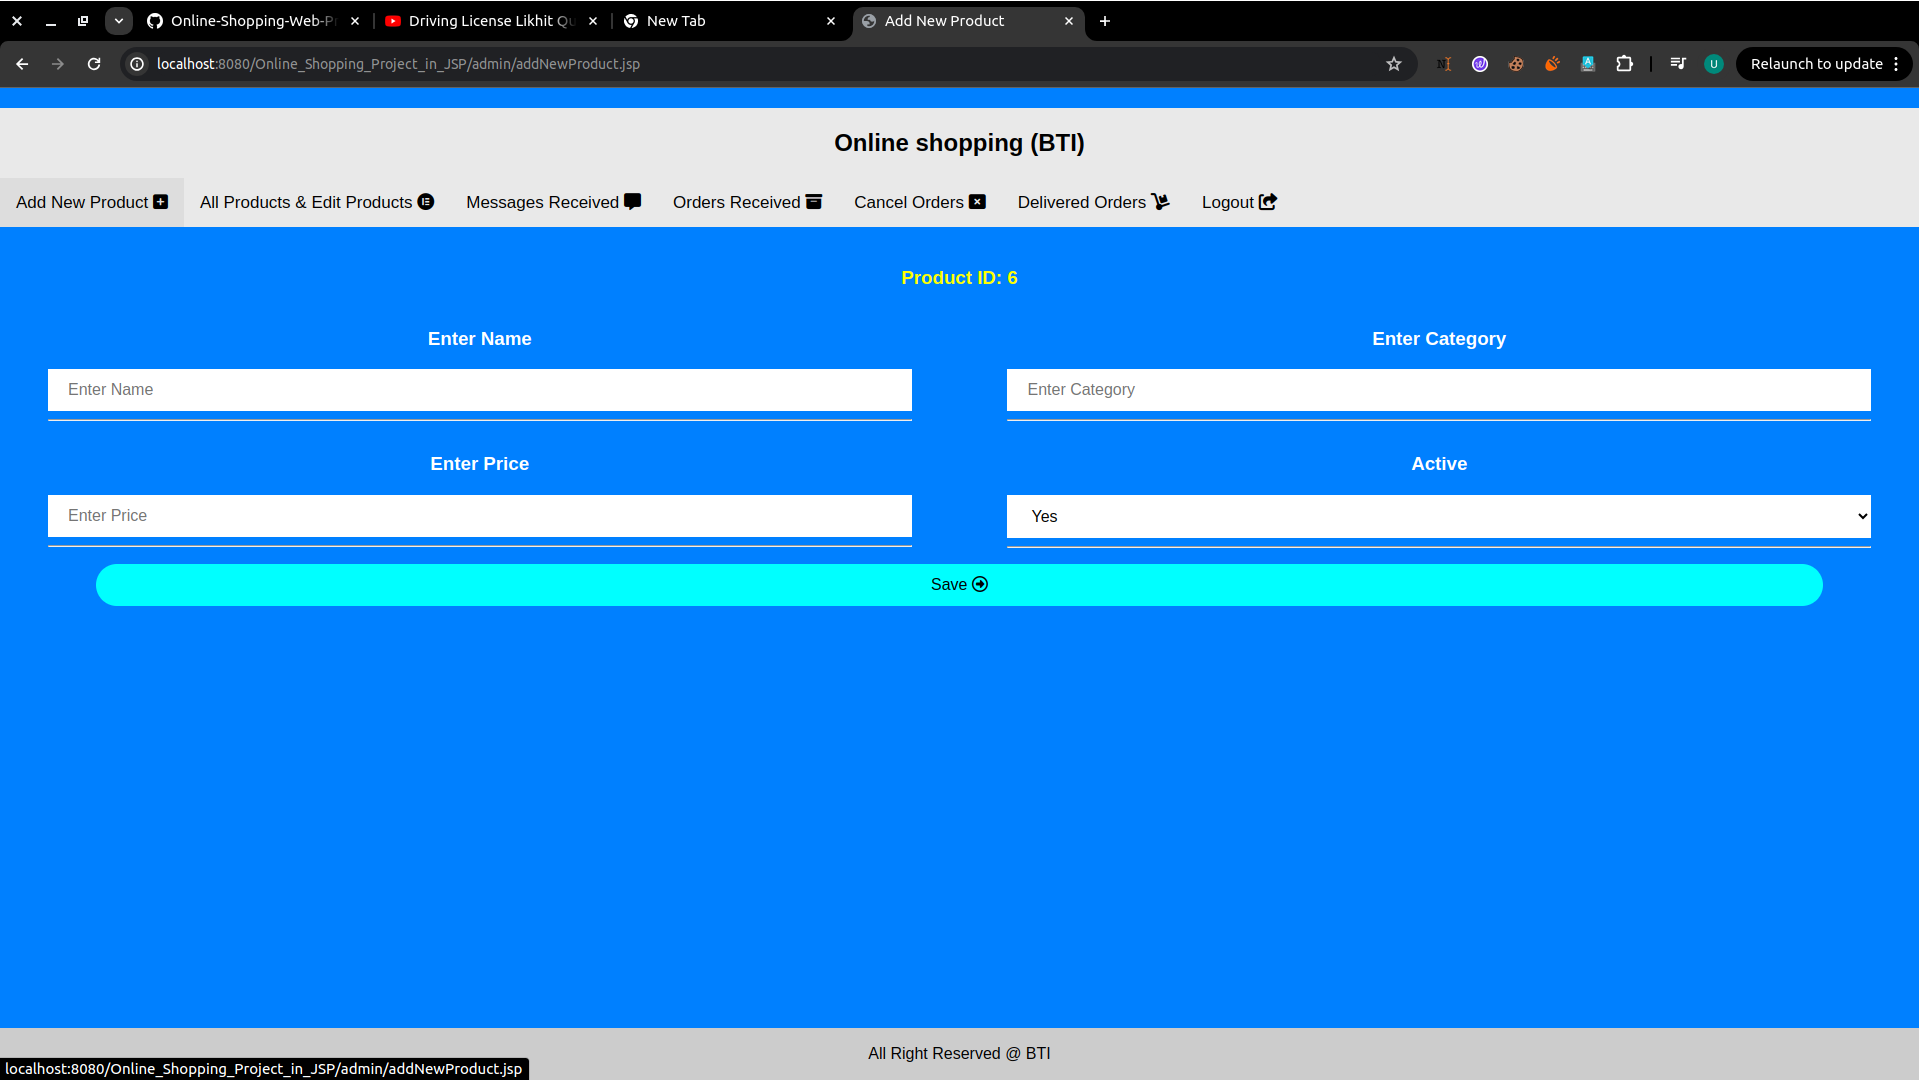 Online-Shopping-Web-Pr
Driving License Likhit Qu
New Tab
Add New Product
localhost:8080/Online_Shopping_Project_in_JSP/admin/addNewProduct.jsp
U
Relaunch to update
Online shopping (BTI)
Add New Product
All Products & Edit Products
Messages Received
Orders Received
Cancel Orders
Delivered Orders
Logout
Product ID: 6
Enter Name
Enter Category
Enter Name
Enter Category
Enter Price
Active
Enter Price
Yes
Save
All Right Reserved @ BTI
localhost:8080/Online_Shopping_Project_in_JSP/admin/addNewProduct.jsp